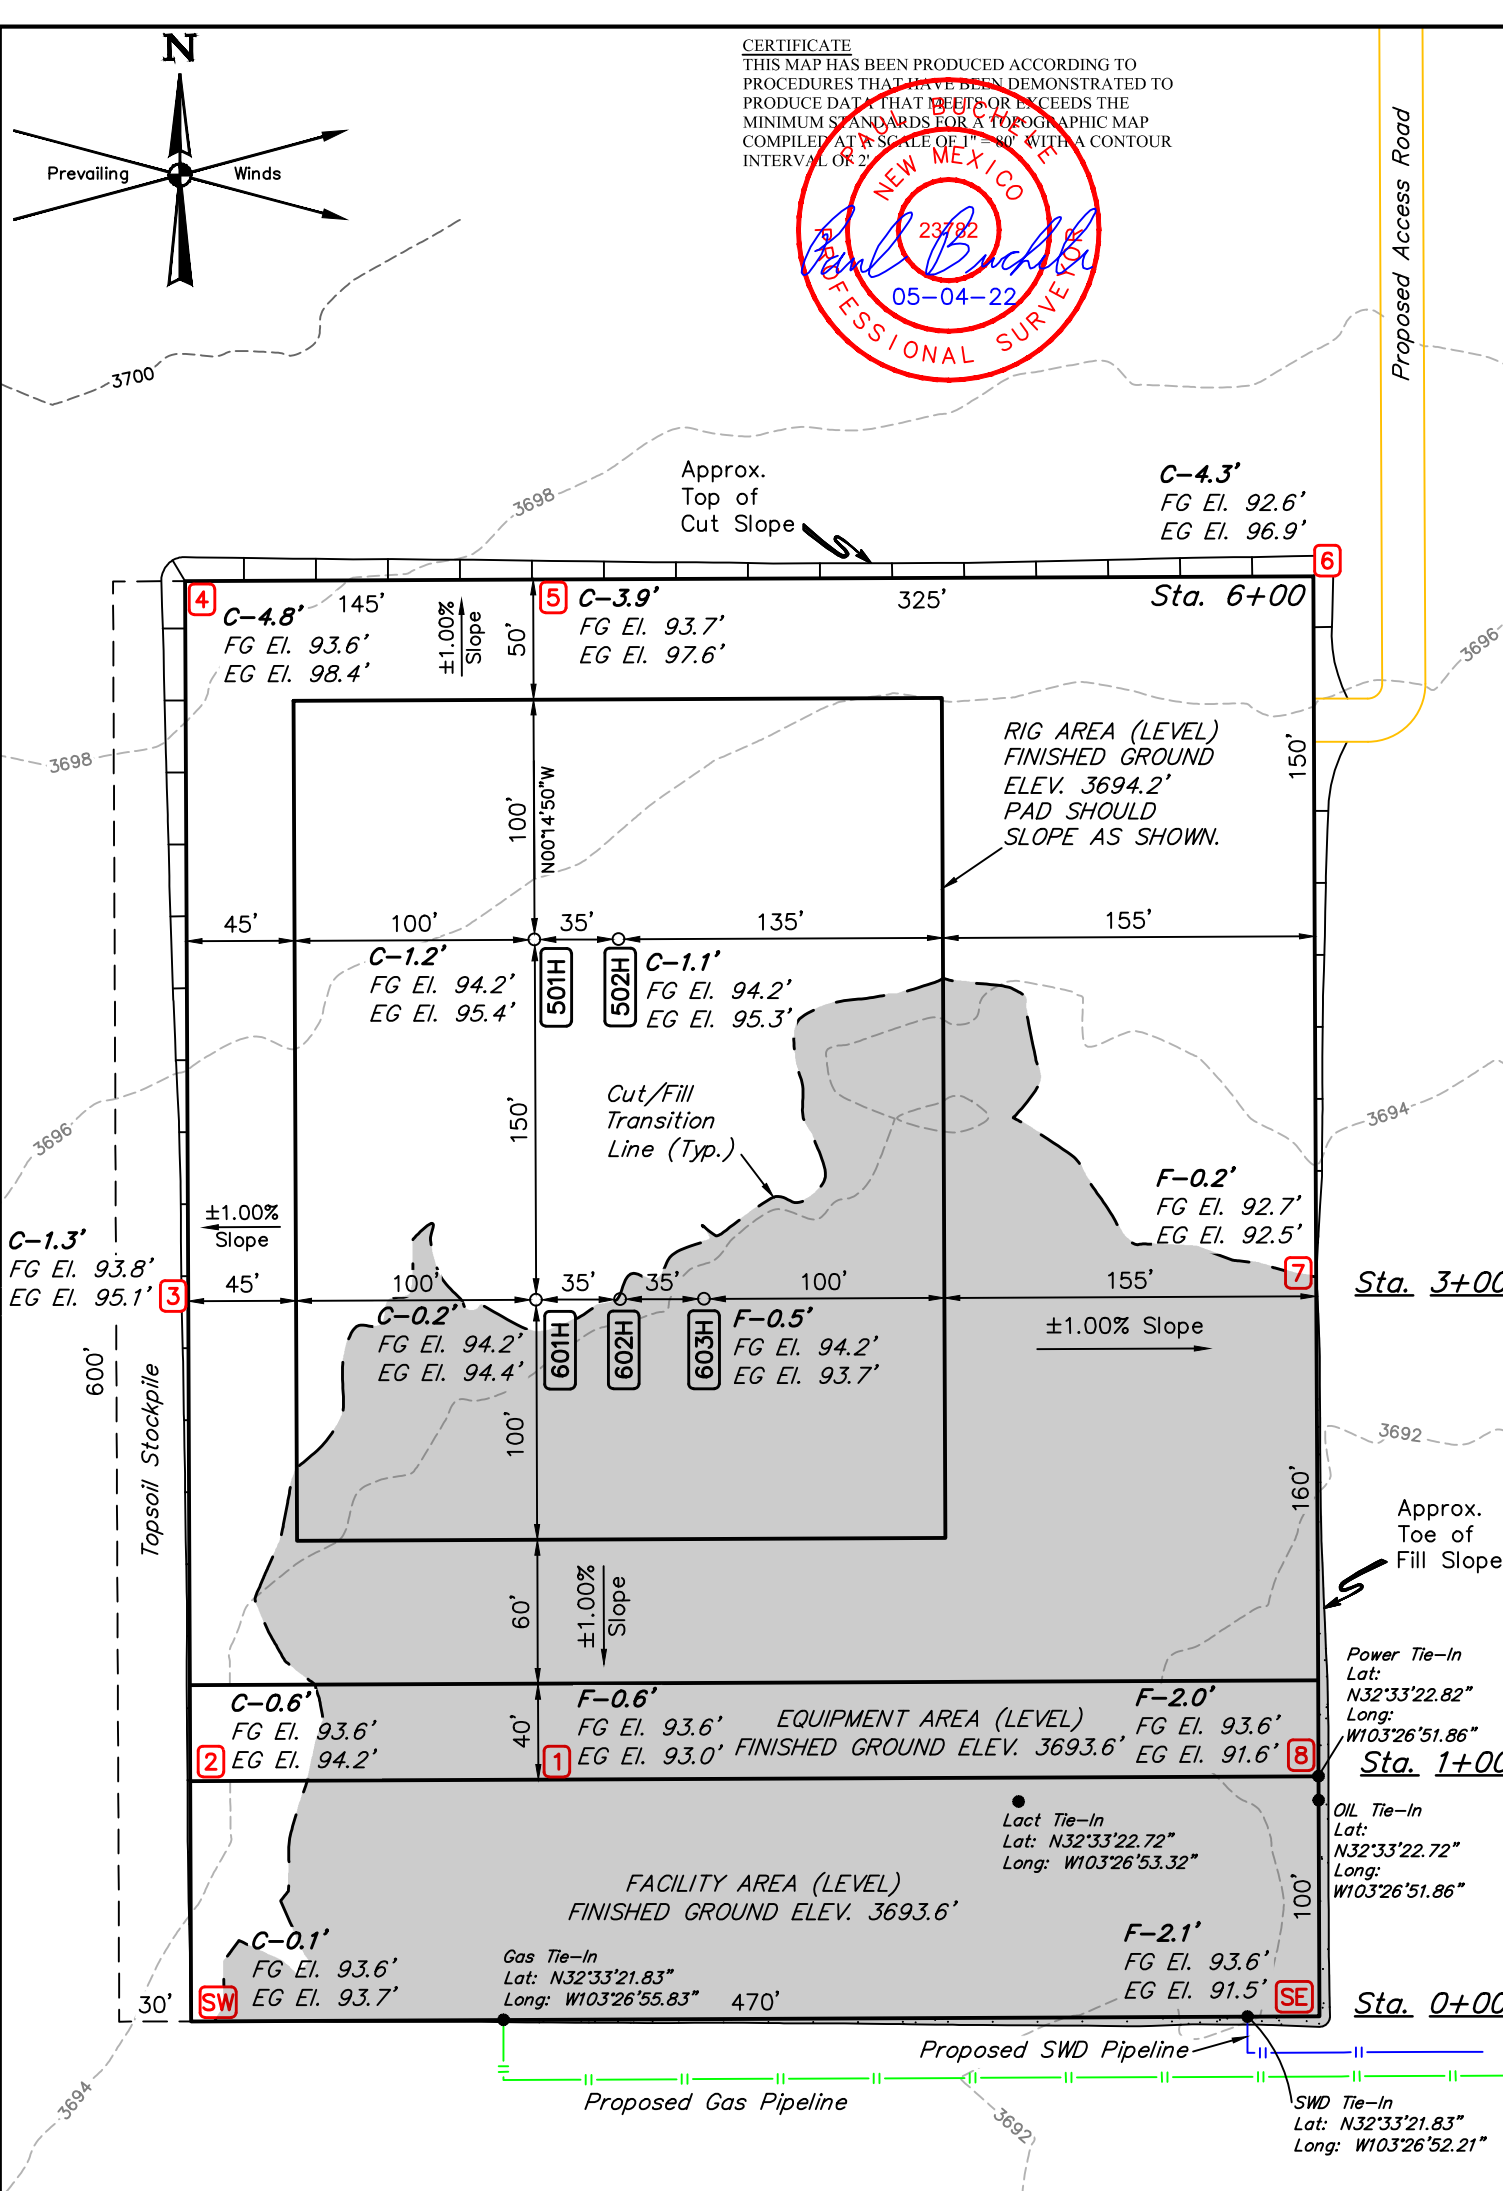 N
Prevailing
Winds
CERTIFICATE
THIS MAP HAS BEEN PRODUCED ACCORDING TO
PROCEDURES THAT HAVE BEEN DEMONSTRATED TO
PRODUCE DATA THAT MEETS OR EXCEEDS THE
MINIMUM STANDARDS FOR A TOPOGRAPHIC MAP
COMPILED AT A SCALE OF 1" = 80' WITH A CONTOUR
INTERVAL OF 2'
PAUL BUCHELE
NEW MEXICO
23782
Paul Buchele
05-04-22
PROFESSIONAL SURVEYOR
Proposed Access Road
3700
3698
Approx.
Top of
Cut Slope
C-4.3'
FG El. 92.6'
EG El. 96.9'
6
4
C-4.8'
FG El. 93.6'
EG El. 98.4'
145'
±1.00%
Slope
50'
5
C-3.9'
FG El. 93.7'
EG El. 97.6'
325'
Sta. 6+00
3696
3698
RIG AREA (LEVEL)
FINISHED GROUND
ELEV. 3694.2'
PAD SHOULD
SLOPE AS SHOWN.
150'
100'
N00°14'50"W
45'
100'
35'
135'
155'
C-1.2'
FG El. 94.2'
EG El. 95.4'
501H
502H
C-1.1'
FG El. 94.2'
EG El. 95.3'
Cut/Fill
Transition
Line (Typ.)
150'
3696
3694
F-0.2'
FG El. 92.7'
EG El. 92.5'
±1.00%
Slope
C-1.3'
FG El. 93.8'
EG El. 95.1'
3
45'
100'
35'
35'
100'
155'
7
Sta. 3+00
C-0.2'
FG El. 94.2'
EG El. 94.4'
601H
602H
603H
F-0.5'
FG El. 94.2'
EG El. 93.7'
±1.00% Slope
600'
Topsoil Stockpile
100'
3692
160'
Approx.
Toe of
Fill Slope
60'
±1.00%
Slope
Power Tie-In
Lat:
N32°33'22.82"
Long:
W103°26'51.86"
C-0.6'
FG El. 93.6'
EG El. 94.2'
2
40'
F-0.6'
FG El. 93.6'
EG El. 93.0'
1
EQUIPMENT AREA (LEVEL)
FINISHED GROUND ELEV. 3693.6'
F-2.0'
FG El. 93.6'
EG El. 91.6'
8
Sta. 1+00
Lact Tie-In
Lat: N32°33'22.72"
Long: W103°26'53.32"
OIL Tie-In
Lat:
N32°33'22.72"
Long:
W103°26'51.86"
FACILITY AREA (LEVEL)
FINISHED GROUND ELEV. 3693.6'
100'
C-0.1'
FG El. 93.6'
EG El. 93.7'
SW
30'
Gas Tie-In
Lat: N32°33'21.83"
Long: W103°26'55.83"
470'
F-2.1'
FG El. 93.6'
EG El. 91.5'
SE
Sta. 0+00
Proposed SWD Pipeline
Proposed Gas Pipeline
3694
3692
SWD Tie-In
Lat: N32°33'21.83"
Long: W103°26'52.21"